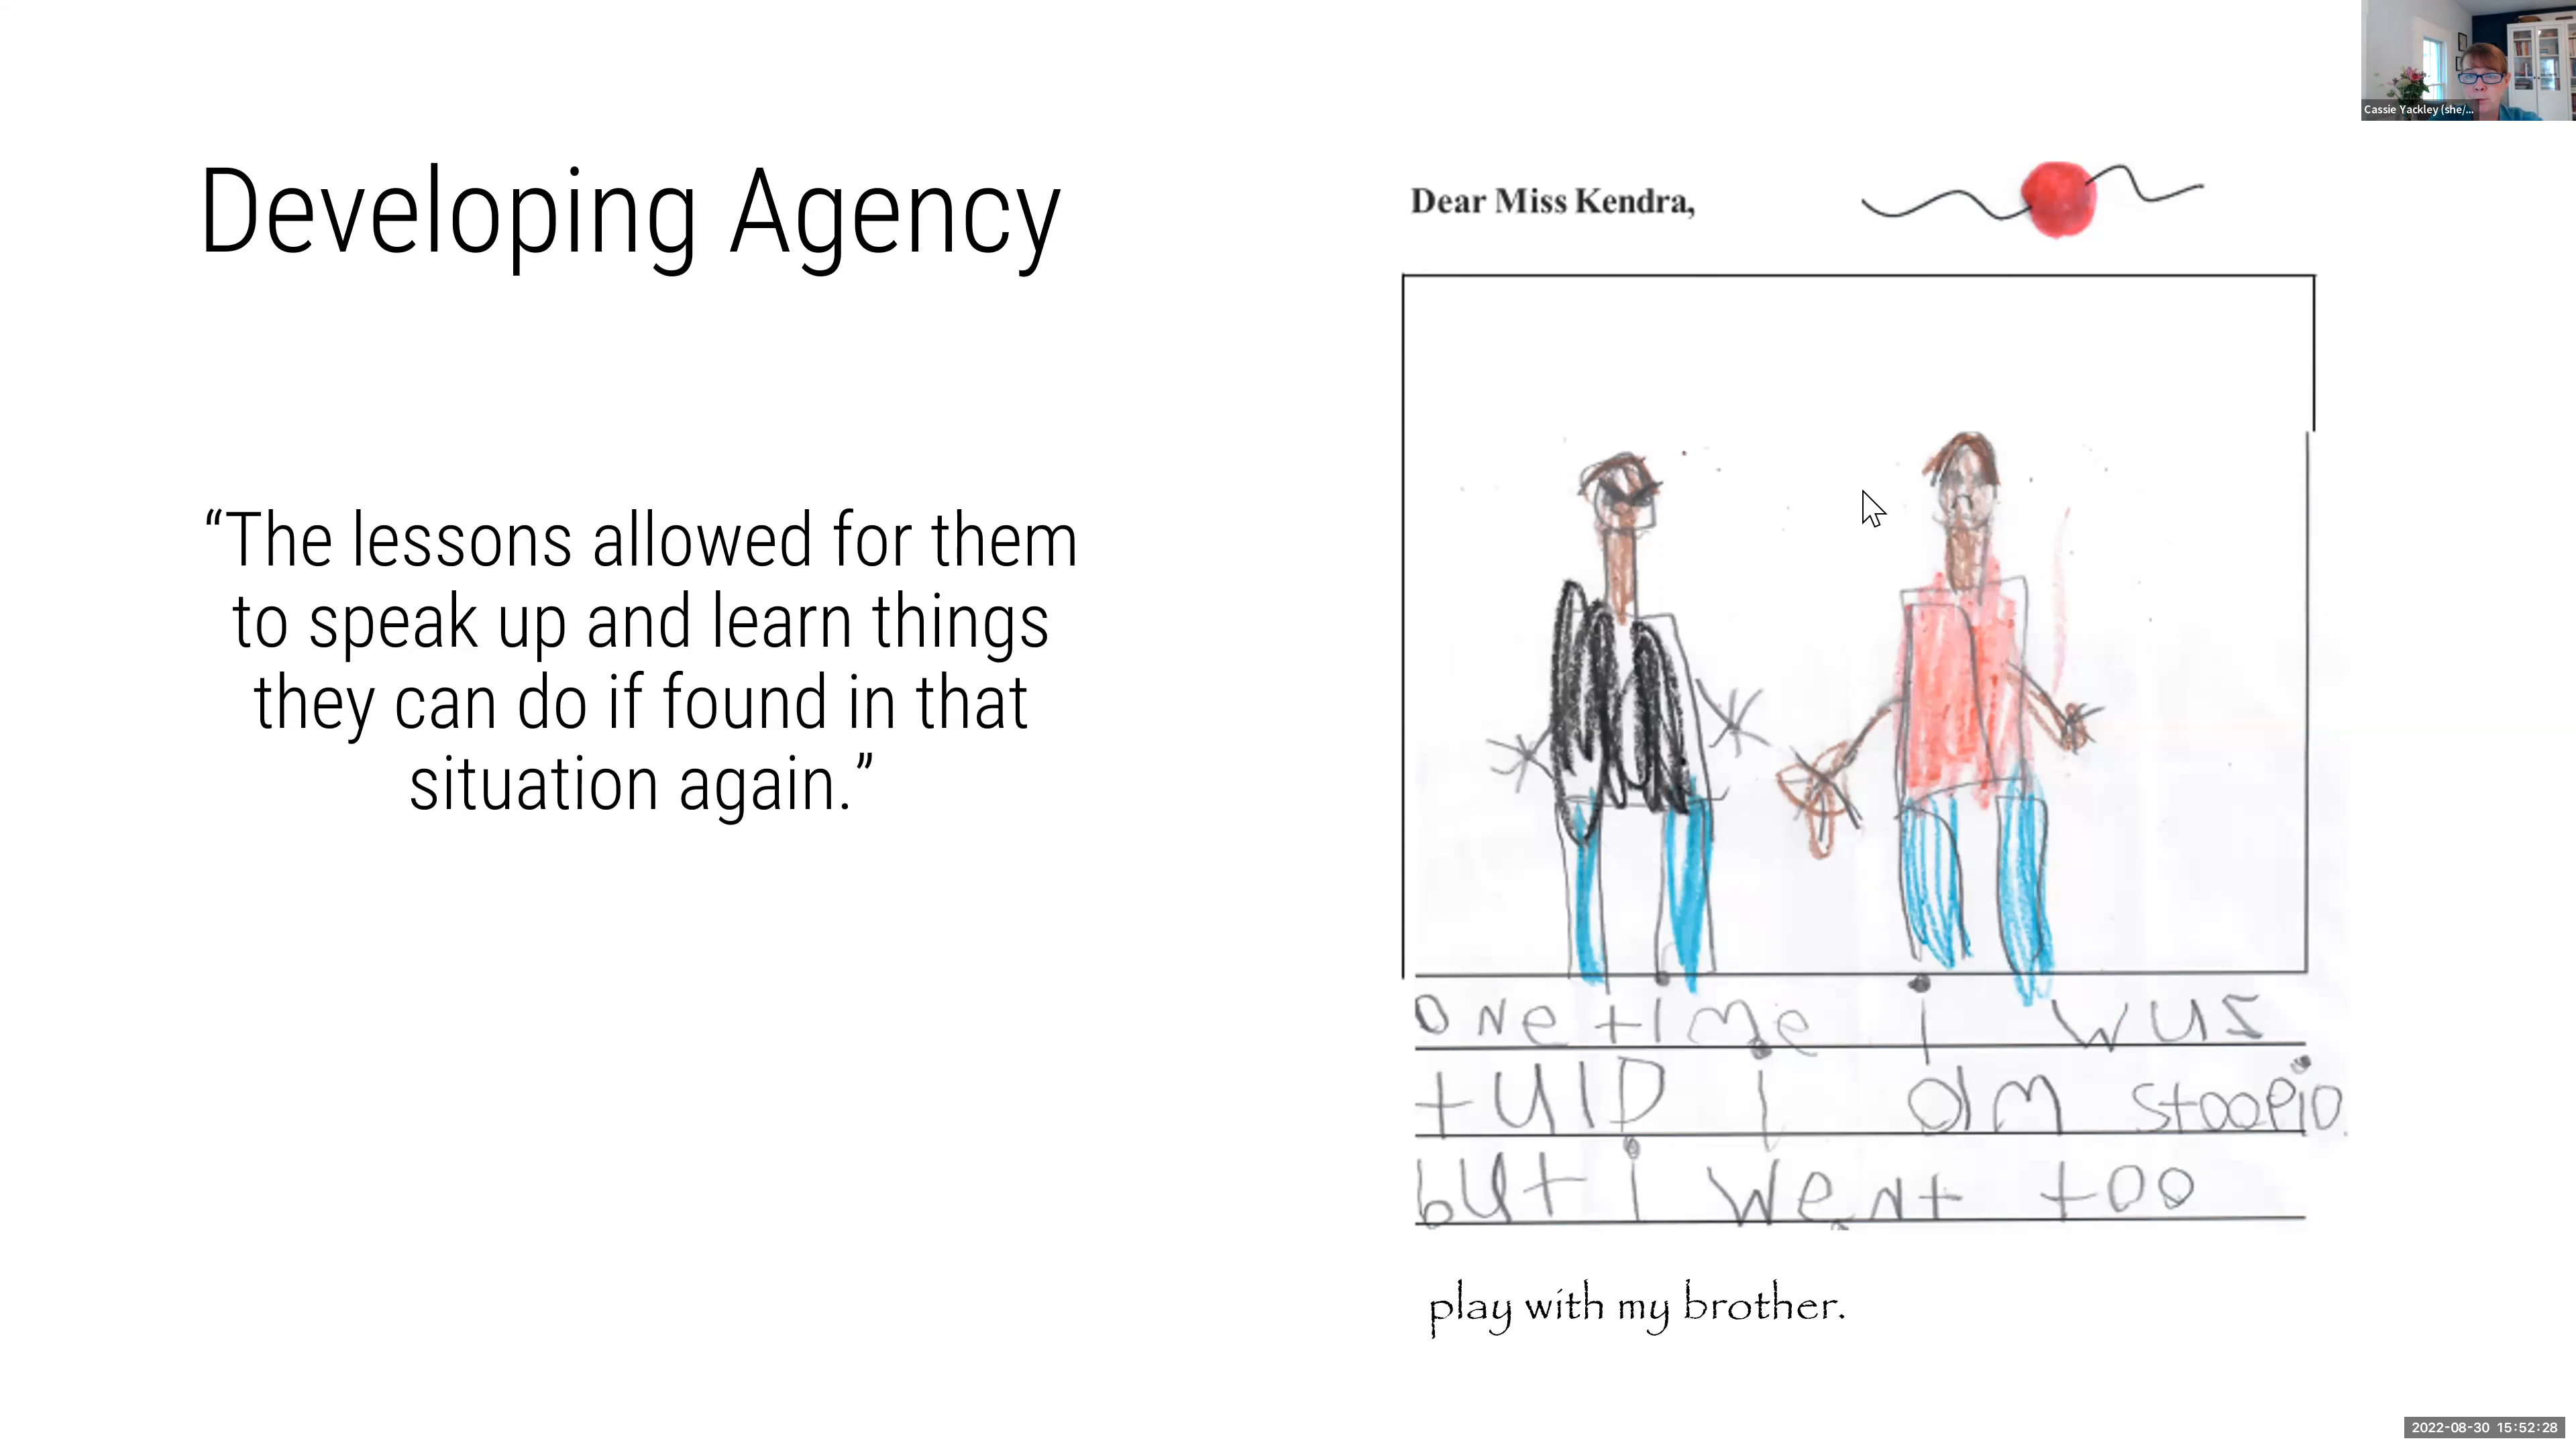 Cassie Yackley (she/...
Developing Agency
“The lessons allowed for them
to speak up and learn things
they can do if found in that
situation again.”
Dear Miss Kendra,
one time i wus
tulD i am stoopiD.
but i went too
play with my brother.
2022-08-30 15:52:28